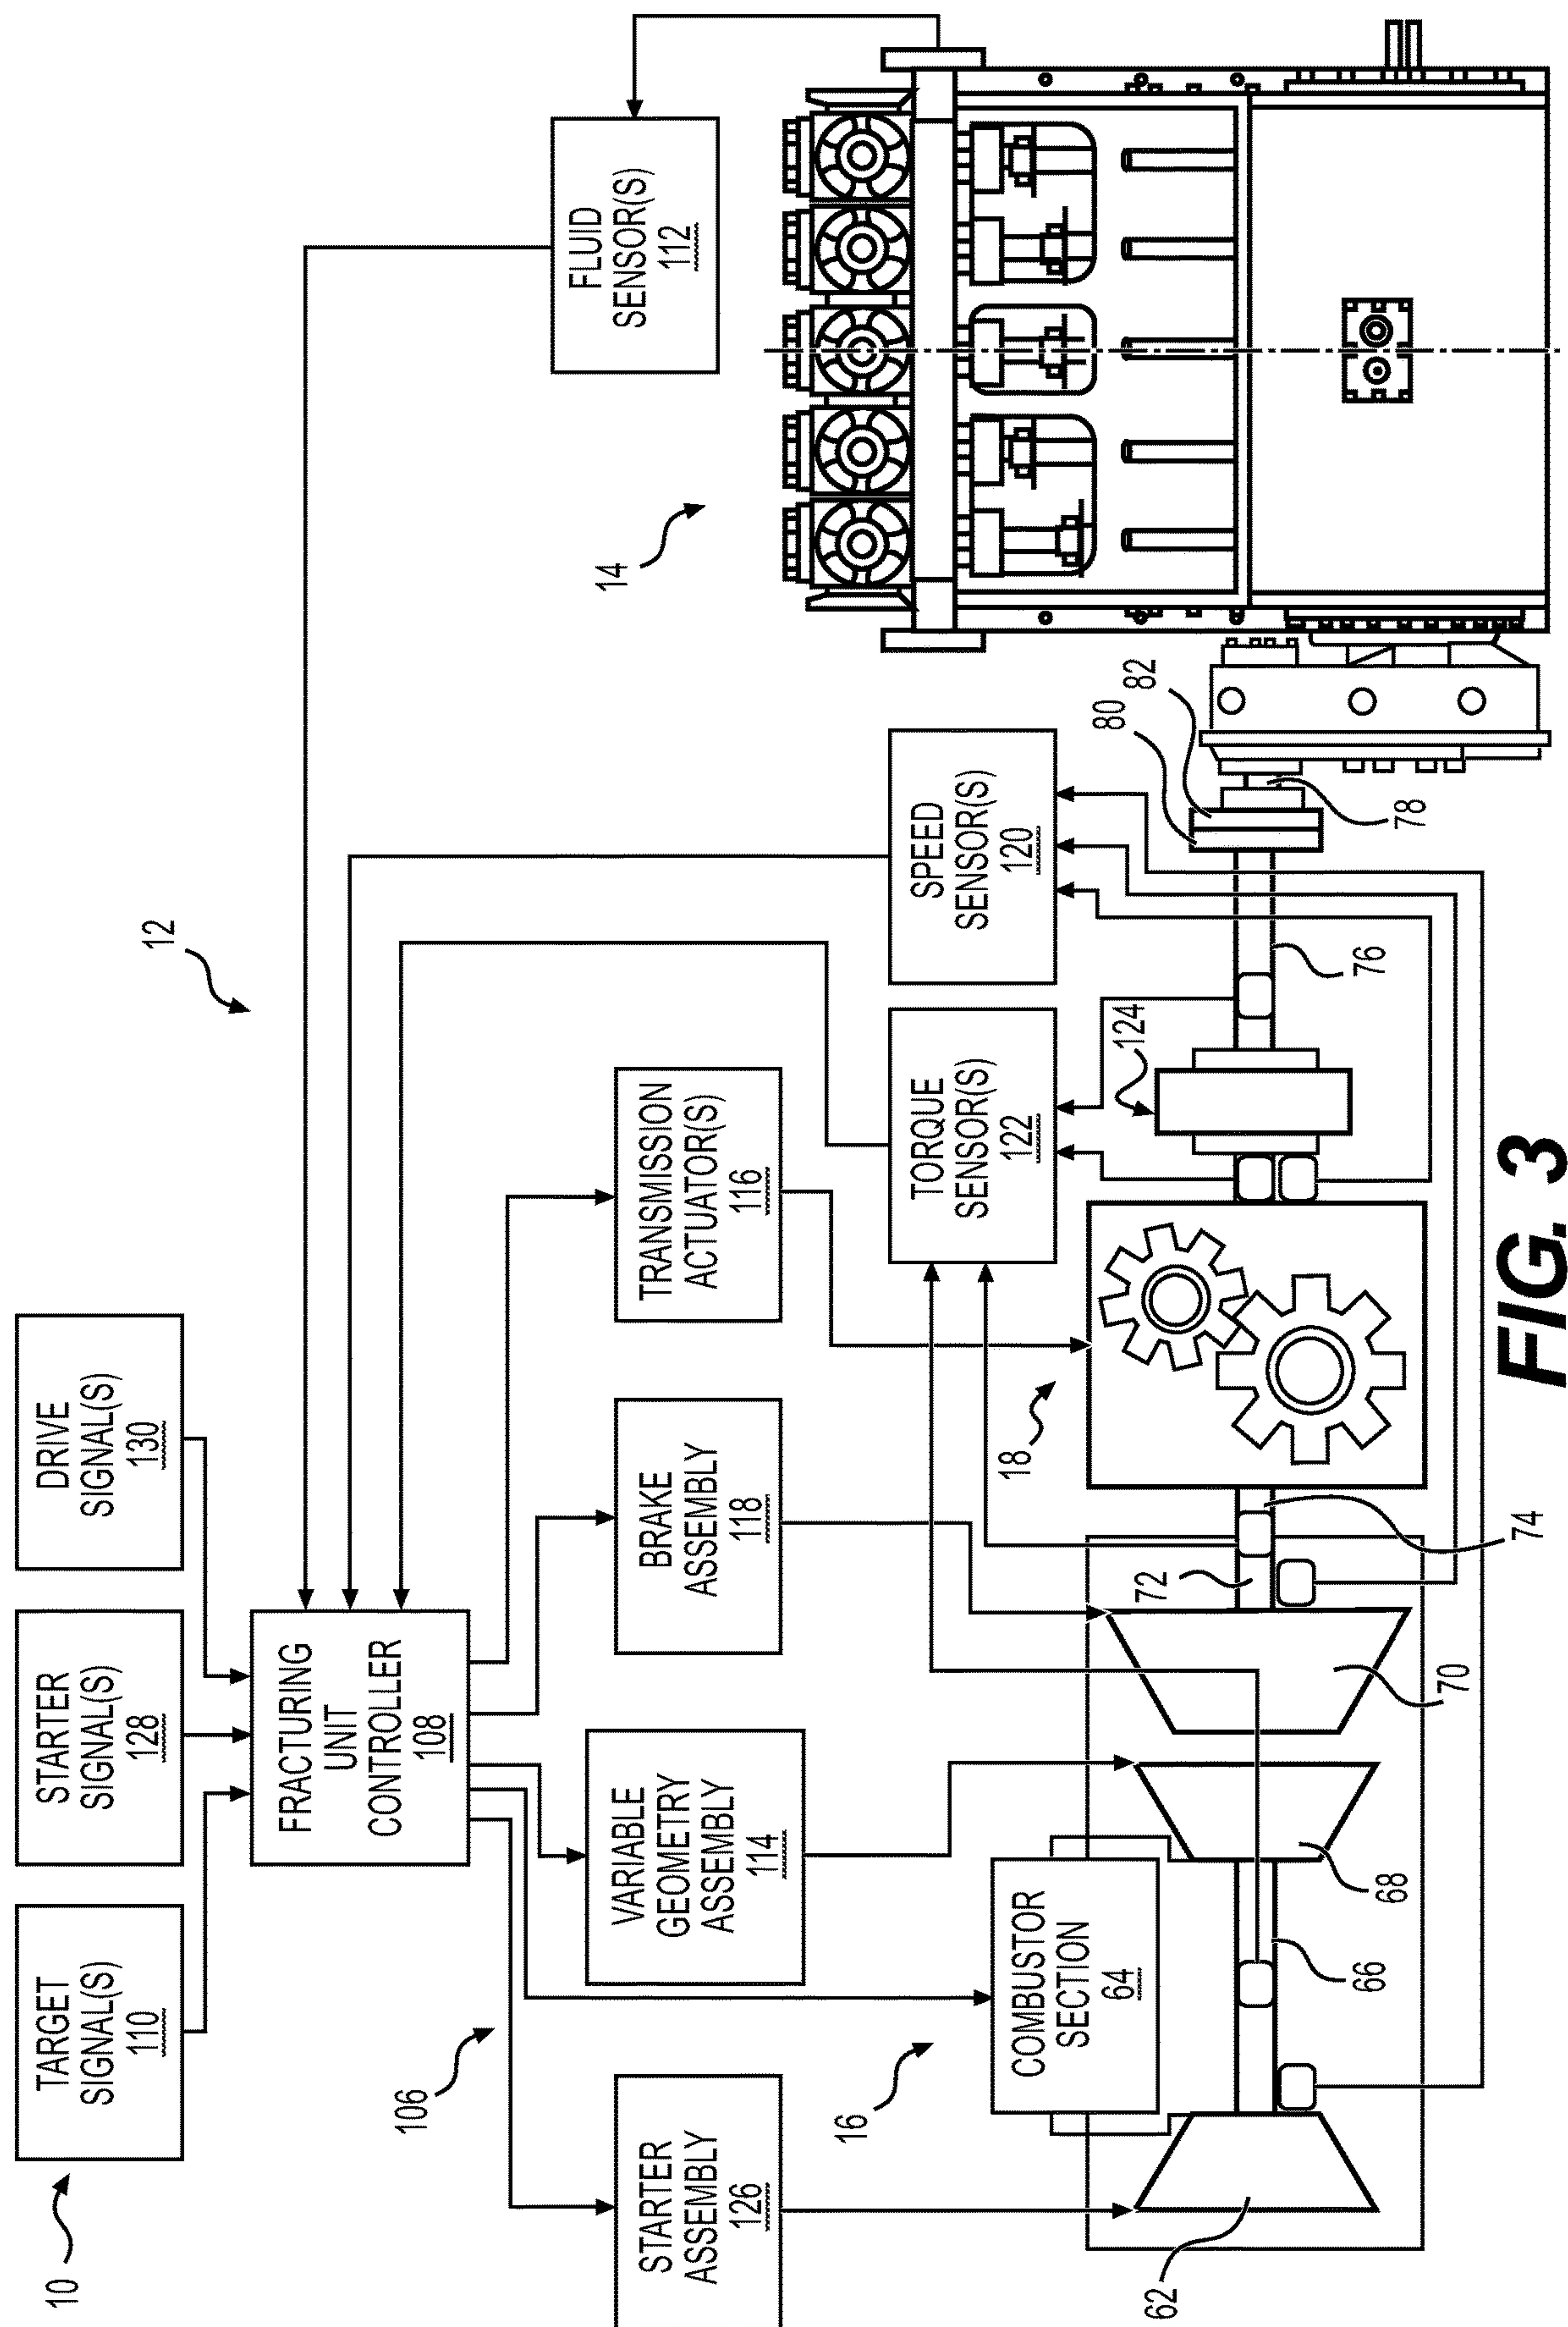 10
TARGET
SIGNAL(S)
110
STARTER
SIGNAL(S)
128
DRIVE
SIGNAL(S)
130
12
FRACTURING
UNIT
CONTROLLER
108
106
STARTER
ASSEMBLY
126
VARIABLE
GEOMETRY
ASSEMBLY
114
BRAKE
ASSEMBLY
118
TRANSMISSION
ACTUATOR(S)
116
FLUID
SENSOR(S)
112
14
16
COMBUSTOR
SECTION
64
TORQUE
SENSOR(S)
122
SPEED
SENSOR(S)
120
18
124
80
82
72
62
66
68
70
74
76
78
FIG. 3